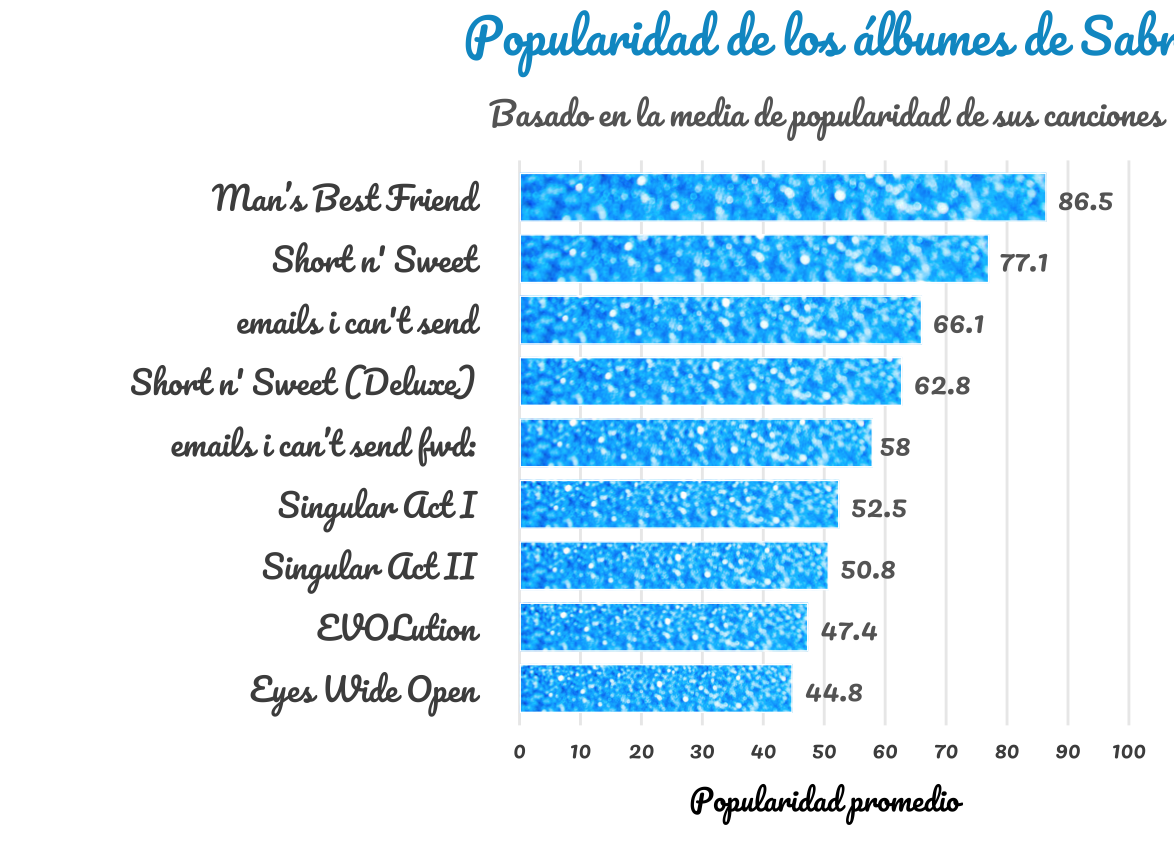 Popularidad de los álbumes de Sabr
Basado en la media de popularidad de sus canciones
Man's Best Friend 86.5
Short n' Sweet 77.1
emails i can't send 66.1
Short n' Sweet (Deluxe) 62.8
emails i can't send fwd: 58
Singular Act I 52.5
Singular Act II 50.8
EVOLution 47.4
Eyes Wide Open 44.8
0 10 20 30 40 50 60 70 80 90 100
Popularidad promedio